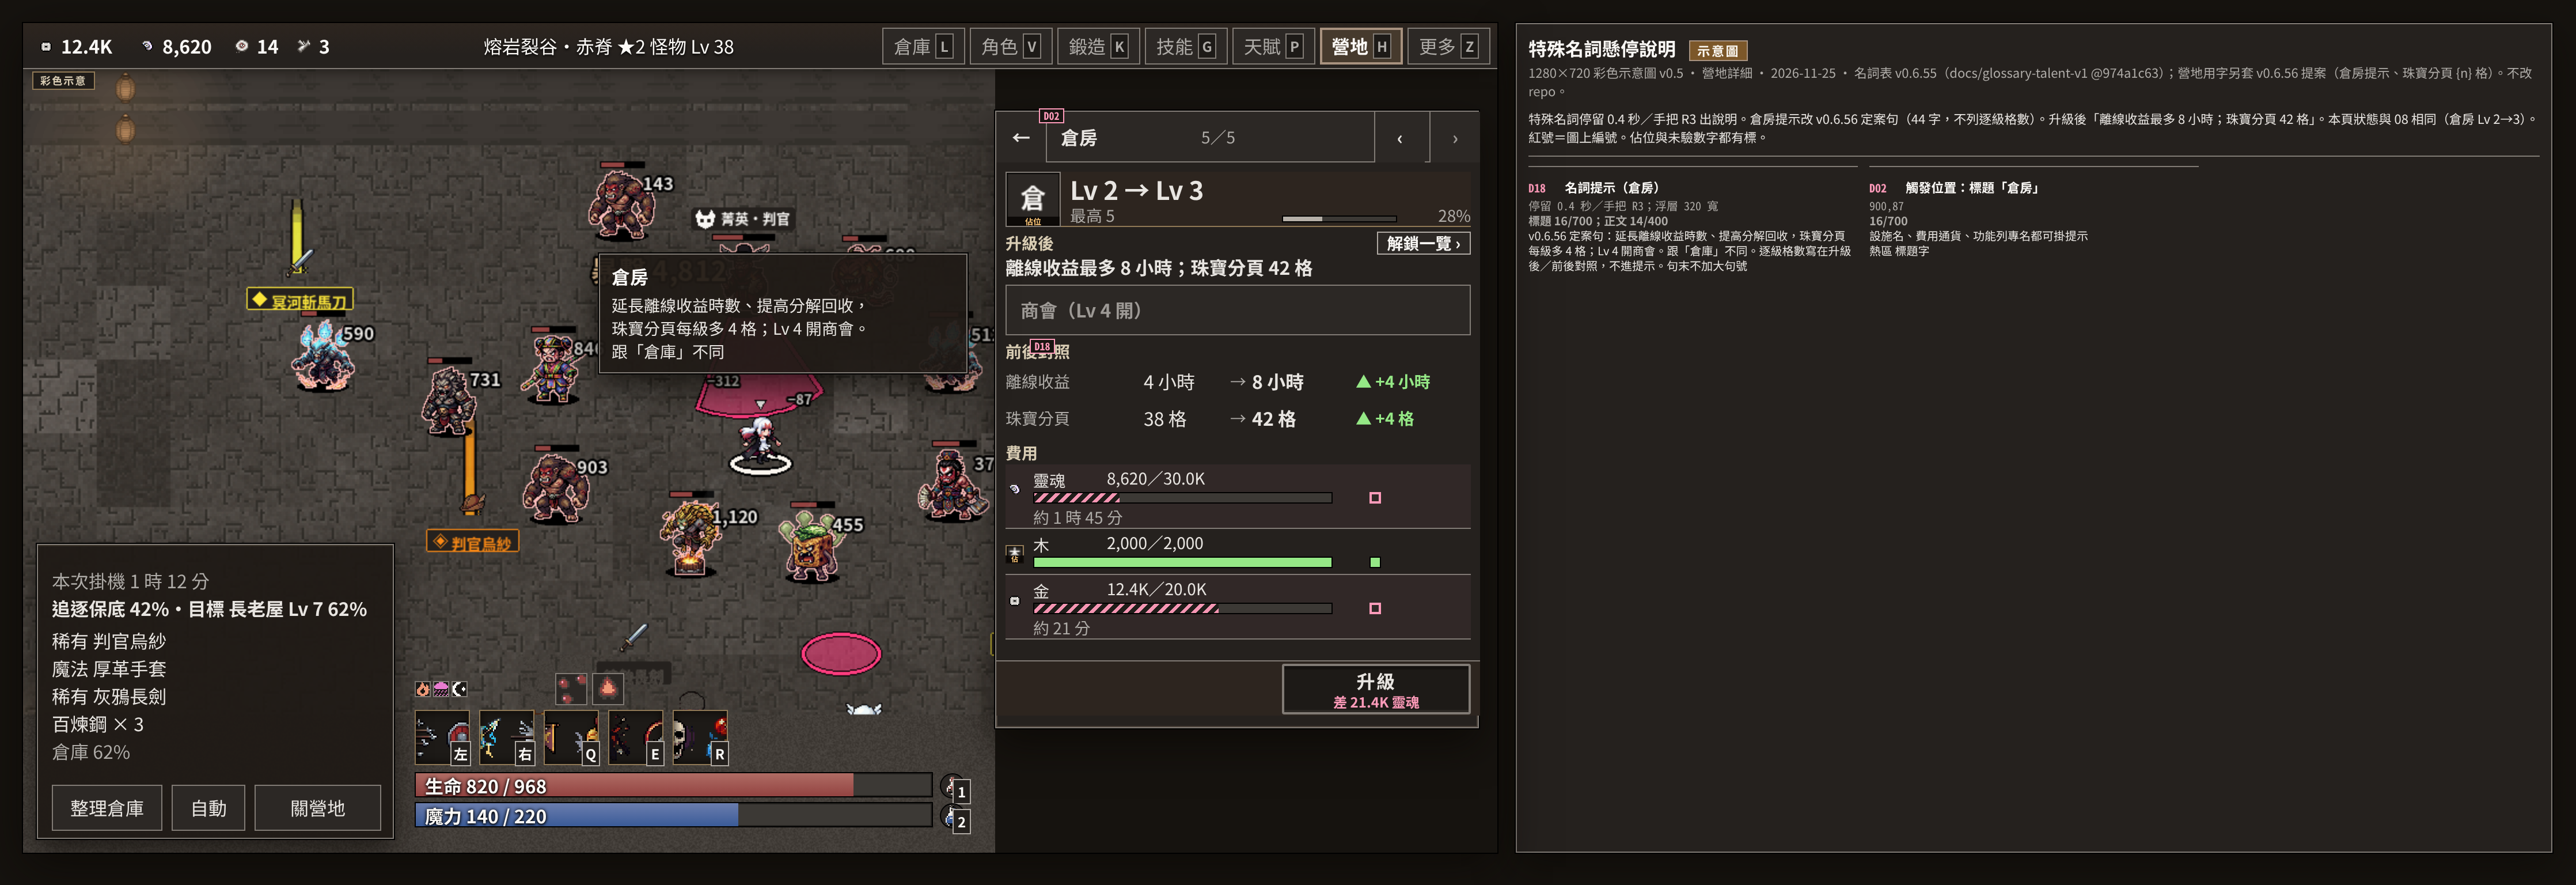 12.4K 8,620 14 3
熔岩裂谷・赤脊 ★2 怪物 Lv 38
倉庫 L 角色 V 鍛造 K 技能 G 天賦 P 營地 H 更多 Z
彩色示意
143
菁英・判官
冥河斬馬刀
590
731
903
1,120
455
-312
-87
判官烏紗
倉房
延長離線收益時數、提高分解回收，
珠寶分頁每級多 4 格；Lv 4 開商會。
跟「倉庫」不同
本次掛機 1 時 12 分
追逐保底 42%・目標 長老屋 Lv 7 62%
稀有 判官烏紗
魔法 厚革手套
稀有 灰鴉長劍
百煉鋼 × 3
倉庫 62%
整理倉庫 自動 關營地
左 右 Q E R
生命 820 / 968 1
魔力 140 / 220 2
D02
← 倉房 5／5 ‹ ›
倉
佔位
Lv 2 → Lv 3
最高 5 28%
升級後 解鎖一覽 ›
離線收益最多 8 小時；珠寶分頁 42 格
商會（Lv 4 開）
前後對照
D18
離線收益 4 小時 → 8 小時 ▲ +4 小時
珠寶分頁 38 格 → 42 格 ▲ +4 格
費用
靈魂 8,620／30.0K
約 1 時 45 分
木 2,000／2,000
佔
金 12.4K／20.0K
約 21 分
升級
差 21.4K 靈魂
特殊名詞懸停說明 示意圖
1280×720 彩色示意圖 v0.5 ・ 營地詳細 ・ 2026-11-25 ・ 名詞表 v0.6.55（docs/glossary-talent-v1 @974a1c63）；營地用字另套 v0.6.56 提案（倉房提示、珠寶分頁 {n} 格）。不改
repo。
特殊名詞停留 0.4 秒／手把 R3 出說明。倉房提示改 v0.6.56 定案句（44 字，不列逐級格數）。升級後「離線收益最多 8 小時；珠寶分頁 42 格」。本頁狀態與 08 相同（倉房 Lv 2→3）。
紅號＝圖上編號。佔位與未驗數字都有標。
D18 名詞提示（倉房）
停留 0.4 秒／手把 R3；浮層 320 寬
標題 16/700；正文 14/400
v0.6.56 定案句：延長離線收益時數、提高分解回收，珠寶分頁
每級多 4 格；Lv 4 開商會。跟「倉庫」不同。逐級格數寫在升級
後／前後對照，不進提示。句末不加大句號
D02 觸發位置：標題「倉房」
900,87
16/700
設施名、費用通貨、功能列專名都可掛提示
熱區 標題字